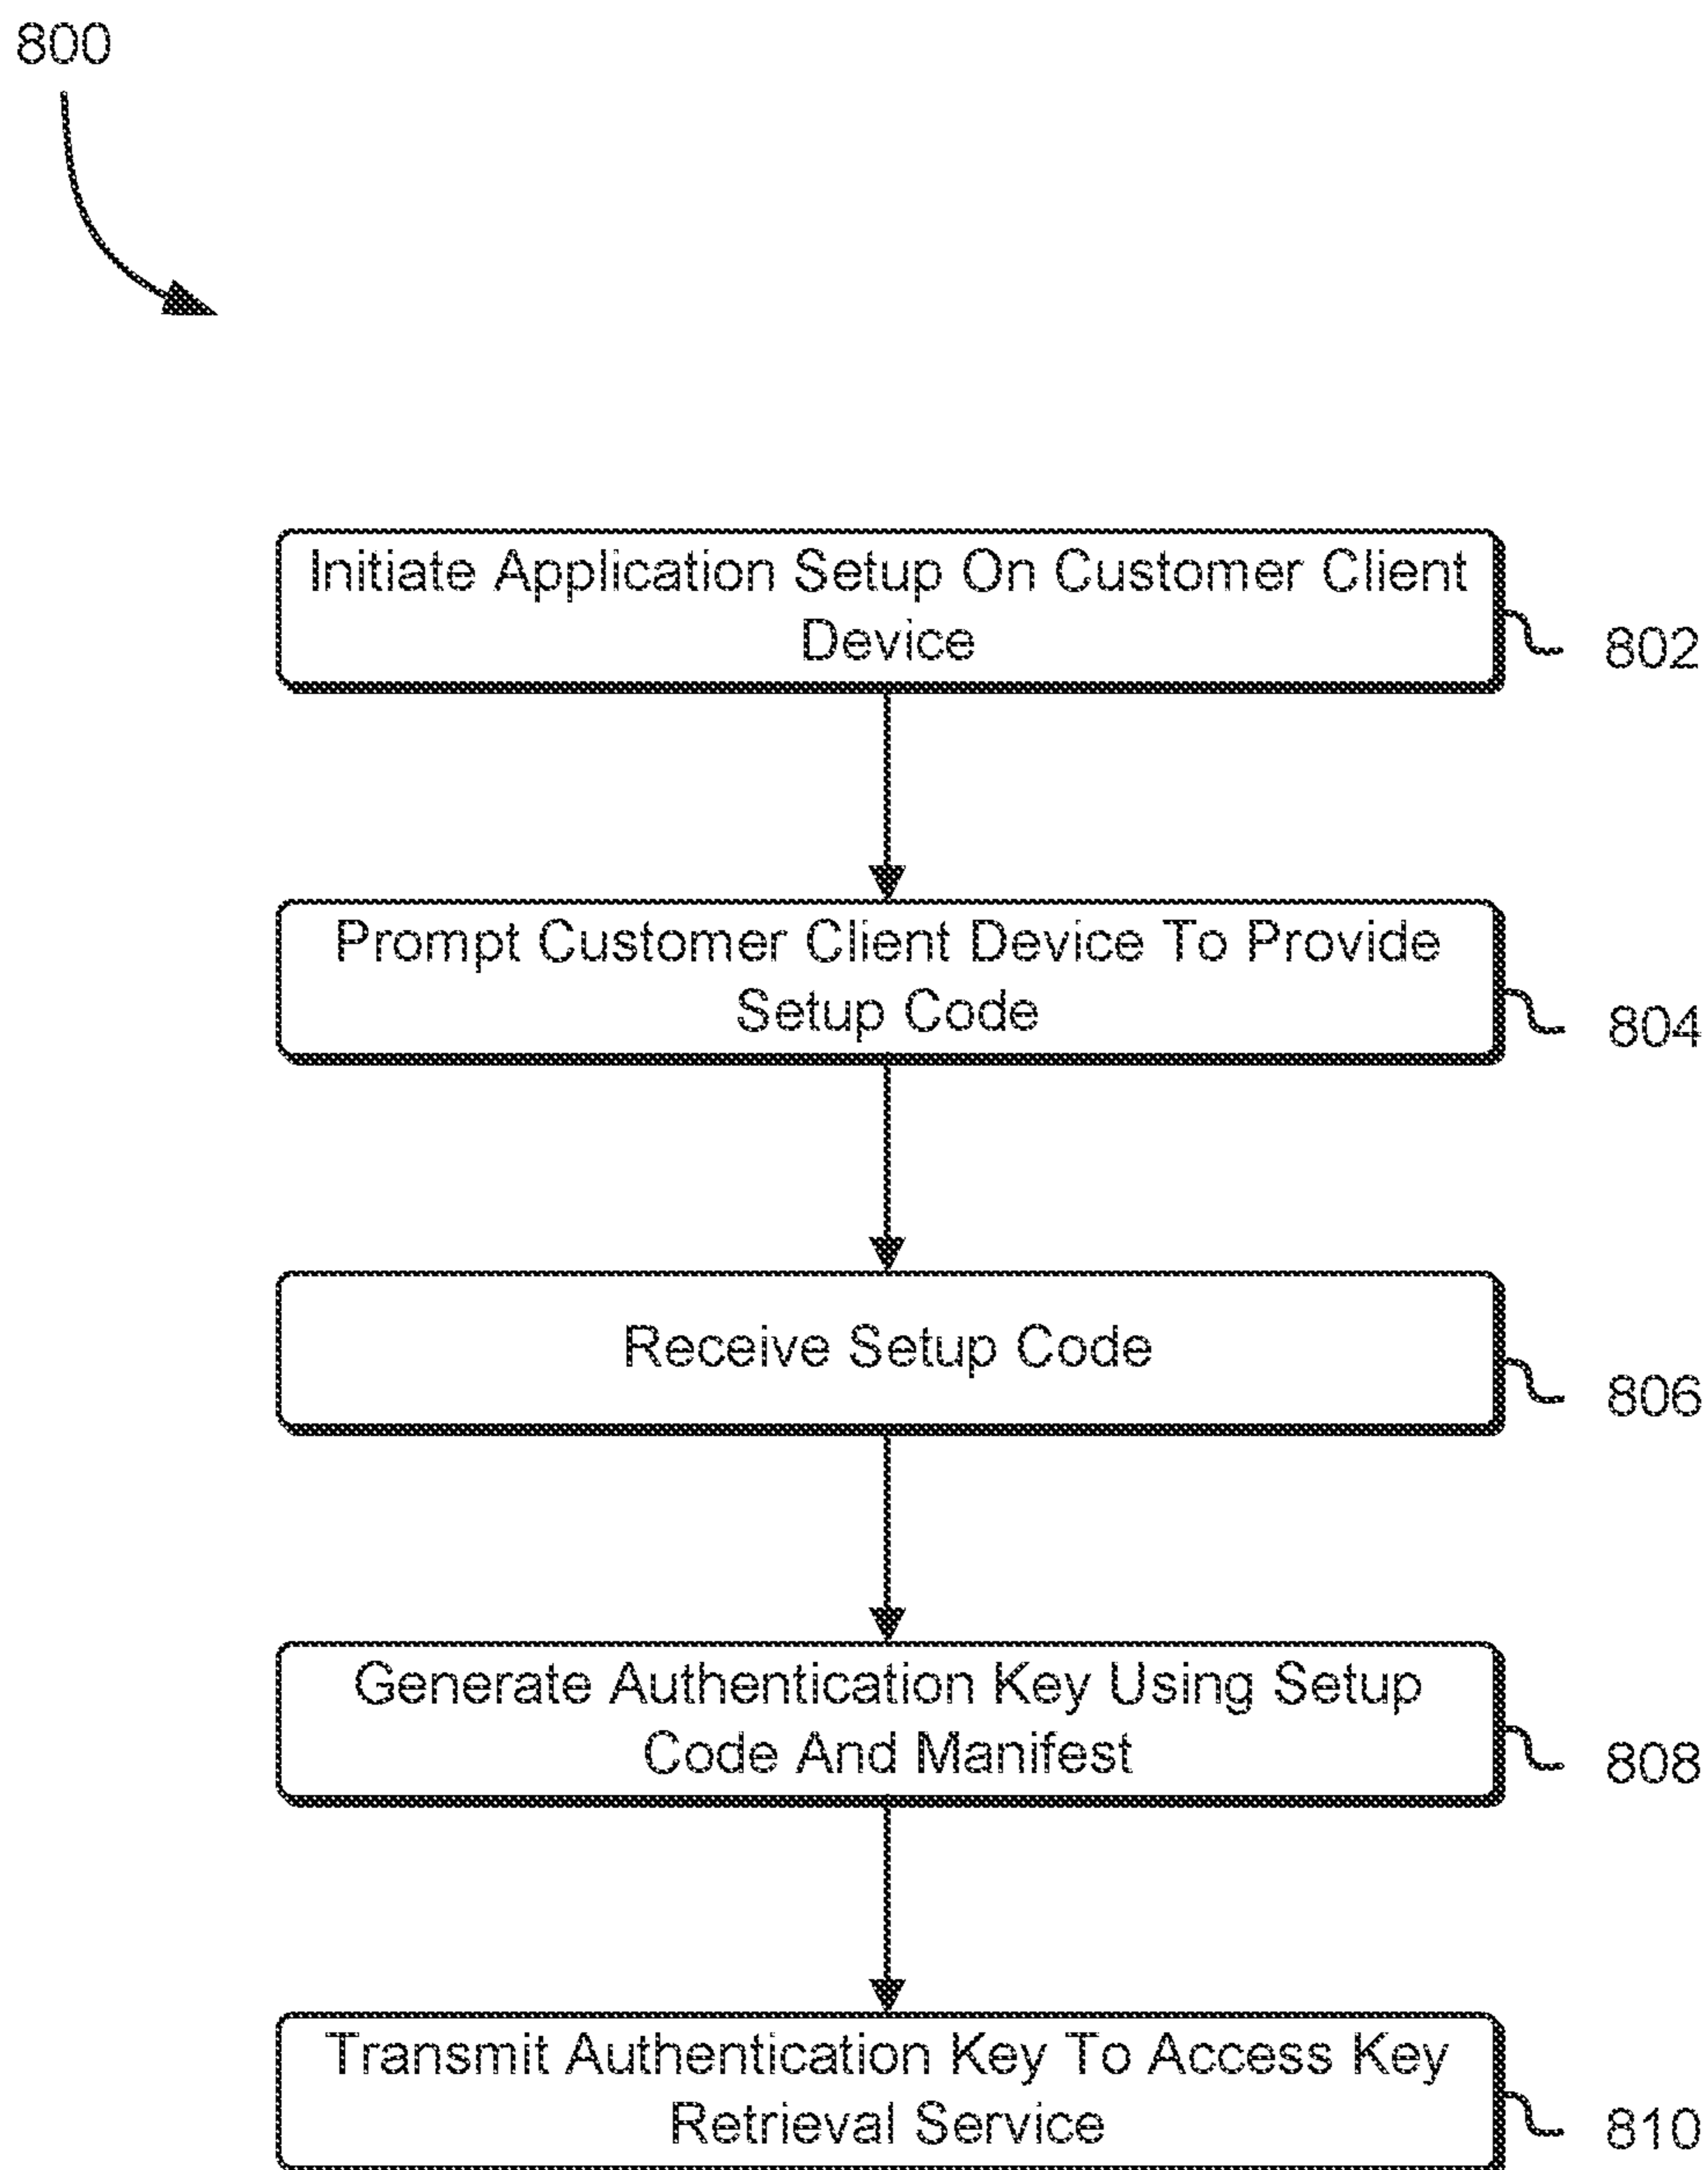 800
Initiate Application Setup On Customer Client
Device
802
Prompt Customer Client Device To Provide
Setup Code
804
Receive Setup Code
806
Generate Authentication Key Using Setup
Code And Manifest
808
Transmit Authentication Key To Access Key
Retrieval Service
810